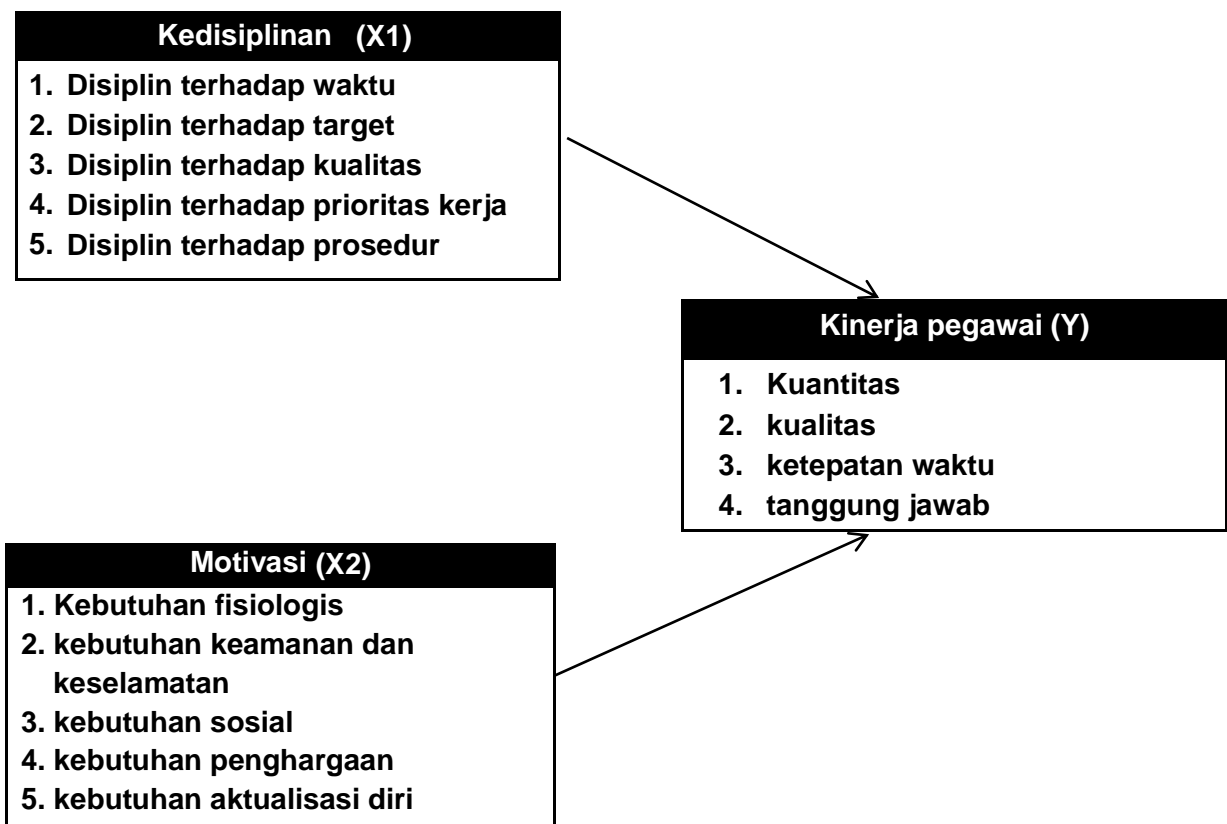 Kedisiplinan (X1)
1. Disiplin terhadap waktu
2. Disiplin terhadap target
3. Disiplin terhadap kualitas
4. Disiplin terhadap prioritas kerja
5. Disiplin terhadap prosedur
Kinerja pegawai (Y)
1. Kuantitas
2. kualitas
3. ketepatan waktu
4. tanggung jawab
Motivasi (X2)
1. Kebutuhan fisiologis
2. kebutuhan keamanan dan
keselamatan
3. kebutuhan sosial
4. kebutuhan penghargaan
5. kebutuhan aktualisasi diri